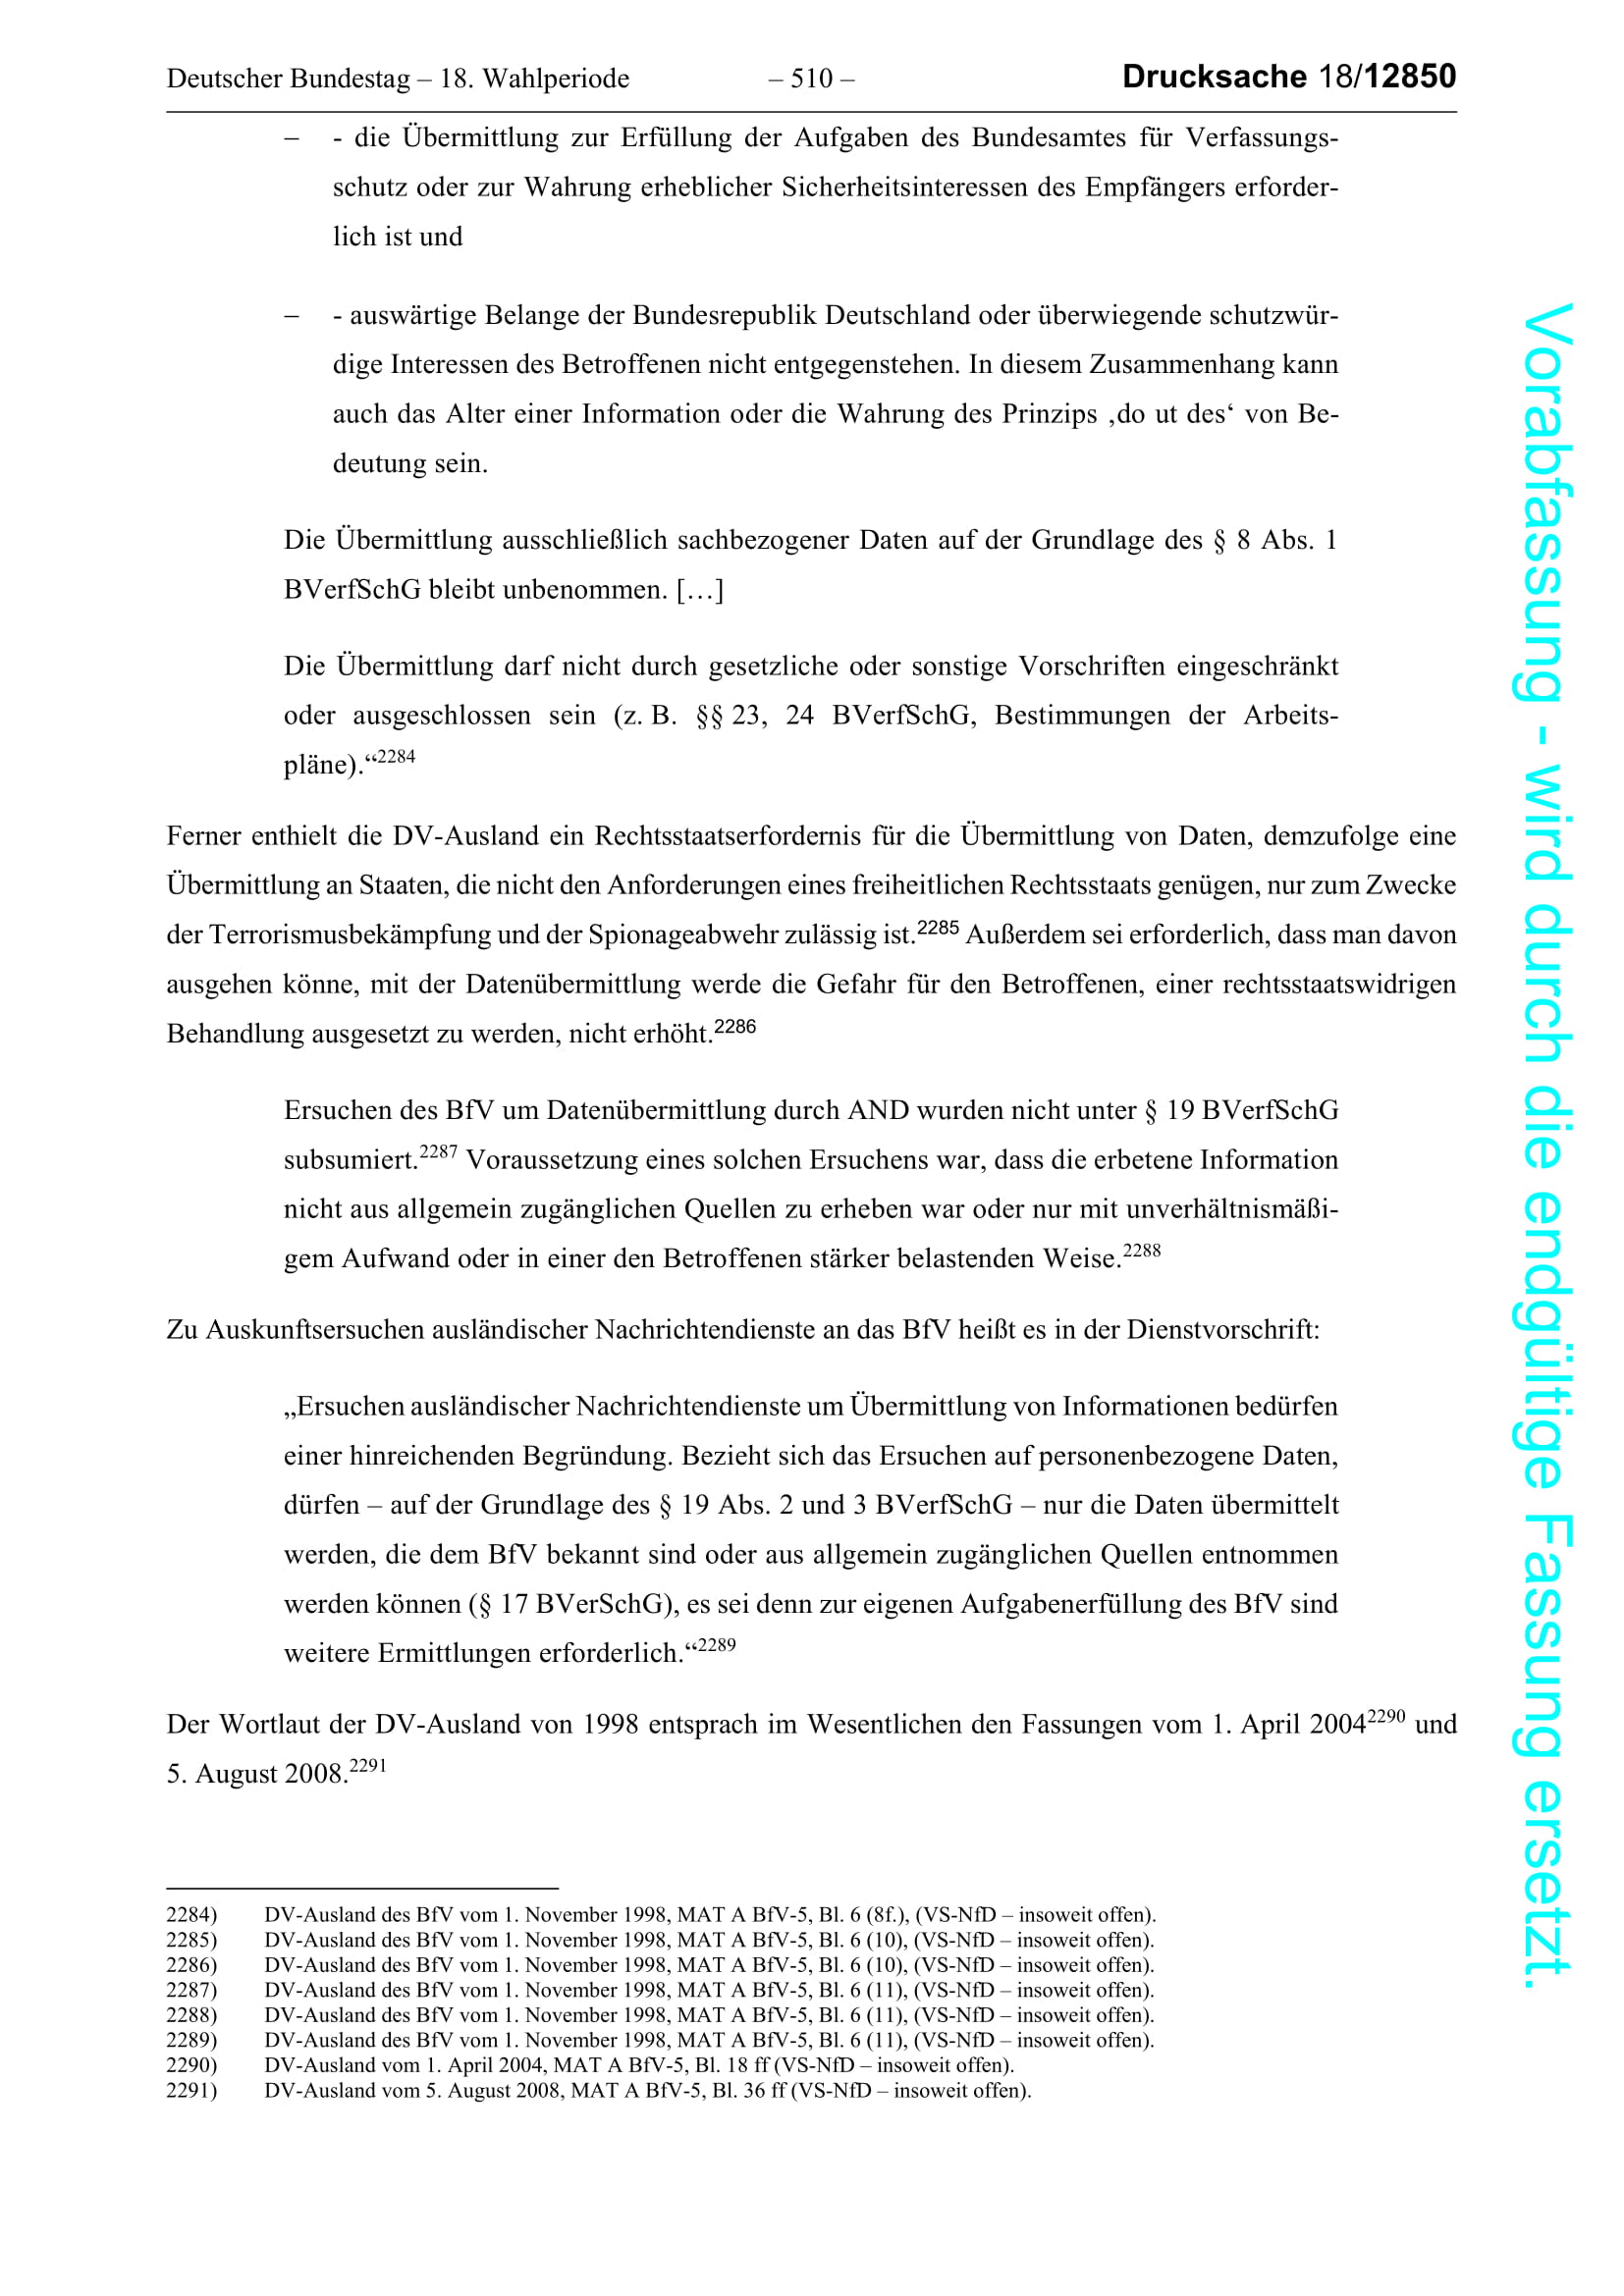 Deutscher Bundestag – 18. Wahlperiode – 510 – Drucksache 18/12850
– - die Übermittlung zur Erfüllung der Aufgaben des Bundesamtes für Verfassungs-
schutz oder zur Wahrung erheblicher Sicherheitsinteressen des Empfängers erforder-
lich ist und
– - auswärtige Belange der Bundesrepublik Deutschland oder überwiegende schutzwür-
dige Interessen des Betroffenen nicht entgegenstehen. In diesem Zusammenhang kann
auch das Alter einer Information oder die Wahrung des Prinzips ‚do ut des‘ von Be-
deutung sein.
Die Übermittlung ausschließlich sachbezogener Daten auf der Grundlage des § 8 Abs. 1
BVerfSchG bleibt unbenommen. […]
Die Übermittlung darf nicht durch gesetzliche oder sonstige Vorschriften eingeschränkt
oder ausgeschlossen sein (z. B. §§ 23, 24 BVerfSchG, Bestimmungen der Arbeits-
pläne).“2284
Ferner enthielt die DV-Ausland ein Rechtsstaatserfordernis für die Übermittlung von Daten, demzufolge eine
Übermittlung an Staaten, die nicht den Anforderungen eines freiheitlichen Rechtsstaats genügen, nur zum Zwecke
der Terrorismusbekämpfung und der Spionageabwehr zulässig ist.2285 Außerdem sei erforderlich, dass man davon
ausgehen könne, mit der Datenübermittlung werde die Gefahr für den Betroffenen, einer rechtsstaatswidrigen
Behandlung ausgesetzt zu werden, nicht erhöht.2286
Ersuchen des BfV um Datenübermittlung durch AND wurden nicht unter § 19 BVerfSchG
subsumiert.2287 Voraussetzung eines solchen Ersuchens war, dass die erbetene Information
nicht aus allgemein zugänglichen Quellen zu erheben war oder nur mit unverhältnismäßi-
gem Aufwand oder in einer den Betroffenen stärker belastenden Weise.2288
Zu Auskunftsersuchen ausländischer Nachrichtendienste an das BfV heißt es in der Dienstvorschrift:
„Ersuchen ausländischer Nachrichtendienste um Übermittlung von Informationen bedürfen
einer hinreichenden Begründung. Bezieht sich das Ersuchen auf personenbezogene Daten,
dürfen – auf der Grundlage des § 19 Abs. 2 und 3 BVerfSchG – nur die Daten übermittelt
werden, die dem BfV bekannt sind oder aus allgemein zugänglichen Quellen entnommen
werden können (§ 17 BVerSchG), es sei denn zur eigenen Aufgabenerfüllung des BfV sind
weitere Ermittlungen erforderlich.“2289
Der Wortlaut der DV-Ausland von 1998 entsprach im Wesentlichen den Fassungen vom 1. April 20042290 und
5. August 2008.2291
2284) DV-Ausland des BfV vom 1. November 1998, MAT A BfV-5, Bl. 6 (8f.), (VS-NfD – insoweit offen).
2285) DV-Ausland des BfV vom 1. November 1998, MAT A BfV-5, Bl. 6 (10), (VS-NfD – insoweit offen).
2286) DV-Ausland des BfV vom 1. November 1998, MAT A BfV-5, Bl. 6 (10), (VS-NfD – insoweit offen).
2287) DV-Ausland des BfV vom 1. November 1998, MAT A BfV-5, Bl. 6 (11), (VS-NfD – insoweit offen).
2288) DV-Ausland des BfV vom 1. November 1998, MAT A BfV-5, Bl. 6 (11), (VS-NfD – insoweit offen).
2289) DV-Ausland des BfV vom 1. November 1998, MAT A BfV-5, Bl. 6 (11), (VS-NfD – insoweit offen).
2290) DV-Ausland vom 1. April 2004, MAT A BfV-5, Bl. 18 ff (VS-NfD – insoweit offen).
2291) DV-Ausland vom 5. August 2008, MAT A BfV-5, Bl. 36 ff (VS-NfD – insoweit offen).
Vorabfassung - wird durch die endgültige Fassung ersetzt.